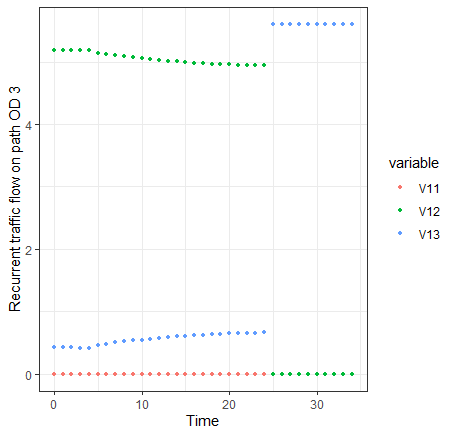 Recurrent traffic flow on path OD 3
4
2
0
0
10
20
30
Time
variable
V11
V12
V13